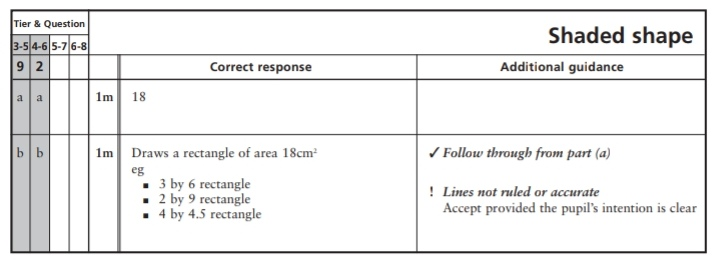 Tier & Question
Shaded shape
3-5 4-6 5-7 6-8
9 2 Correct response Additional guidance
a a 1m 18
b b 1m Draws a rectangle of area 18cm² ✓ Follow through from part (a)
eg
■ 3 by 6 rectangle ! Lines not ruled or accurate
■ 2 by 9 rectangle Accept provided the pupil's intention is clear
■ 4 by 4.5 rectangle